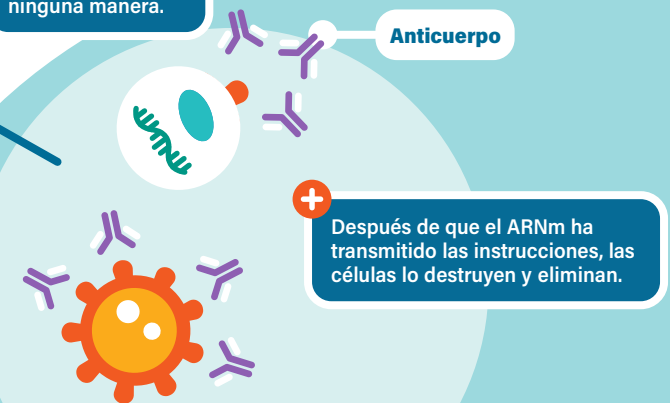 ninguna manera.
Anticuerpo
Después de que el ARNm ha
transmitido las instrucciones, las
células lo destruyen y eliminan.